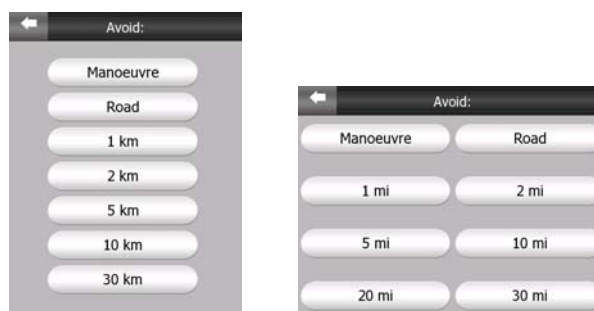 Avoid:
Manoeuvre
Road
1 km
2 km
5 km
10 km
30 km
Avoid:
Manoeuvre Road
1 mi 2 mi
5 mi 10 mi
20 mi 30 mi